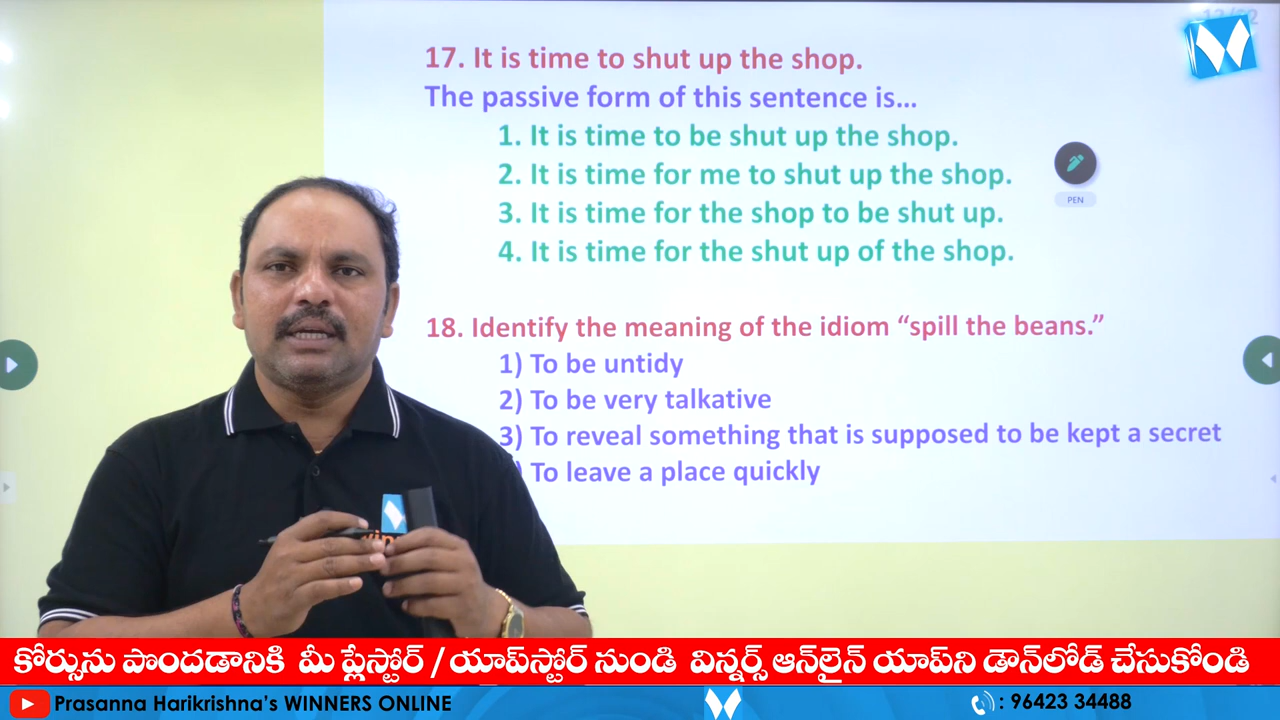 17. It is time to shut up the shop.
The passive form of this sentence is...
1. It is time to be shut up the shop.
2. It is time for me to shut up the shop.
3. It is time for the shop to be shut up.
4. It is time for the shut up of the shop.
PEN
18. Identify the meaning of the idiom “spill the beans.”
1) To be untidy
2) To be very talkative
3) To reveal something that is supposed to be kept a secret
) To leave a place quickly
కోర్సును పొందడానికి మీ ప్లేస్టోర్ / యాప్‌స్టోర్ నుండి విన్నర్స్ ఆన్‌లైన్ యాప్‌ని డౌన్‌లోడ్ చేసుకోండి
Prasanna Harikrishna's WINNERS ONLINE
: 96423 34488